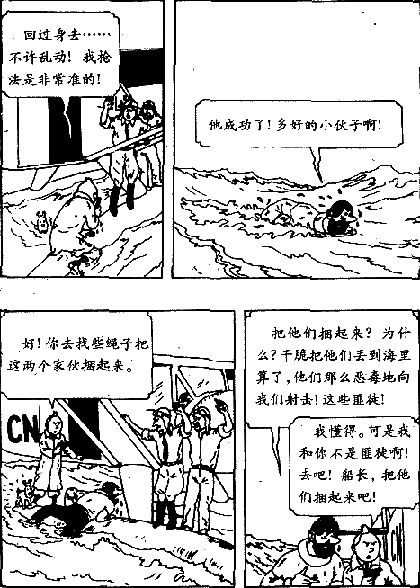 回过身去……
不许乱动！我枪
法是非常准的！
他成功了！多好的小伙子啊！
好！你去找些绳子把
这两个家伙捆起来。
CN
把他们捆起来？为什
么？干脆把他们丢到海里
算了，他们那么恶毒地向
我们射击！这些匪徒！
我懂得。可是我
和你不是匪徒啊！
去吧！船长，把他
们捆起来吧！